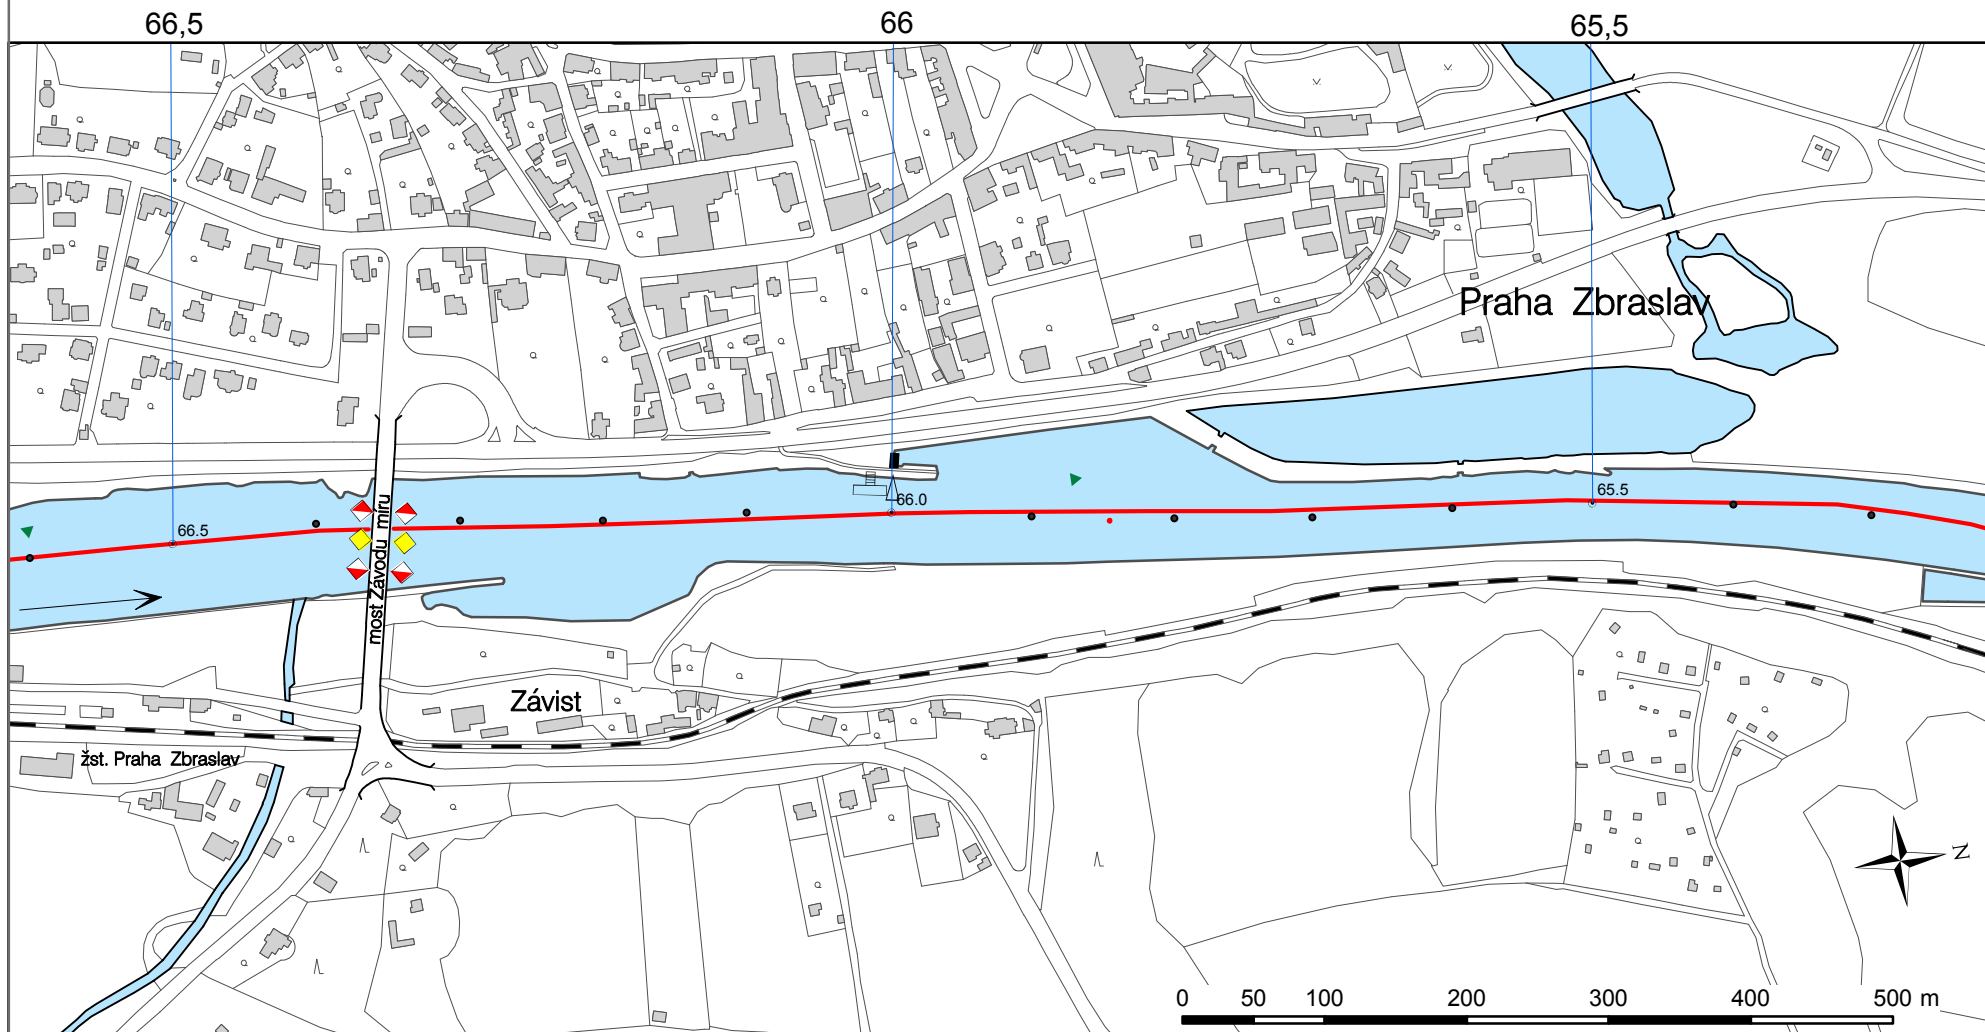 66,5
66
65,5
Praha Zbraslav
66.0
65.5
66.5
most Závodu míru
Závist
žst. Praha Zbraslav
N
0 50 100 200 300 400 500 m